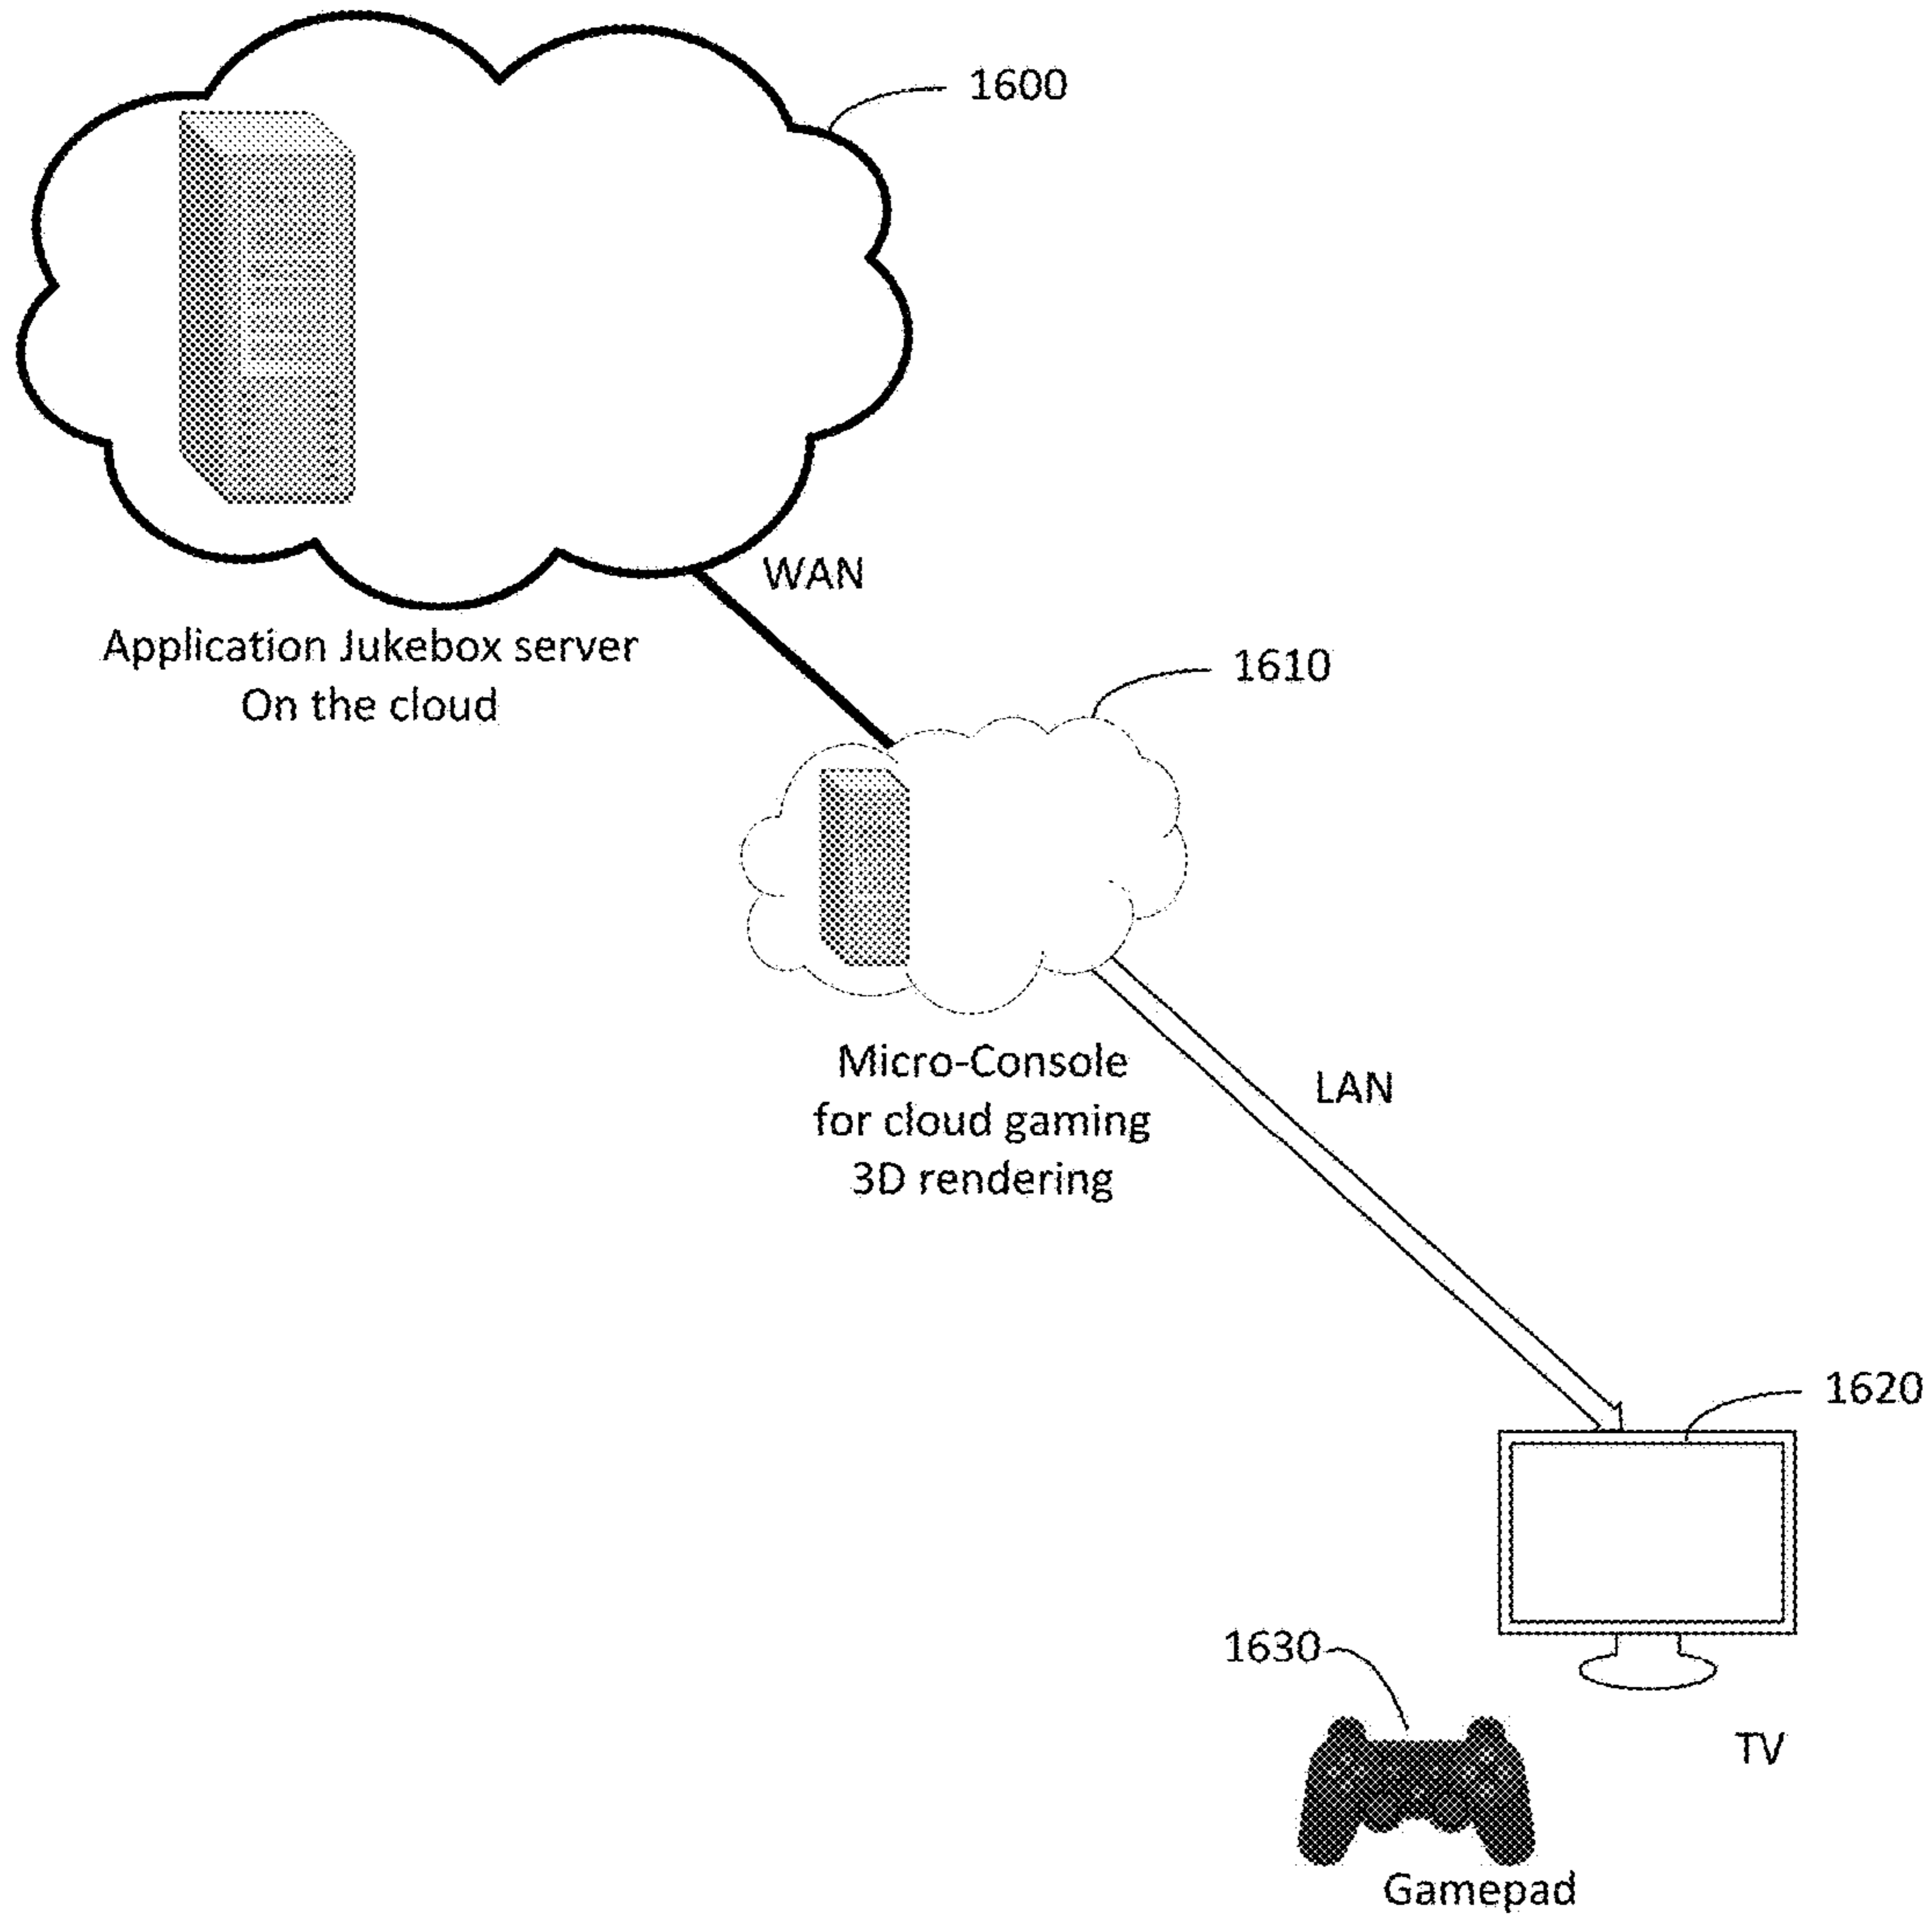 1600
WAN
Application Jukebox server
On the cloud
1610
Micro-Console
for cloud gaming
3D rendering
LAN
1620
1630
TV
Gamepad